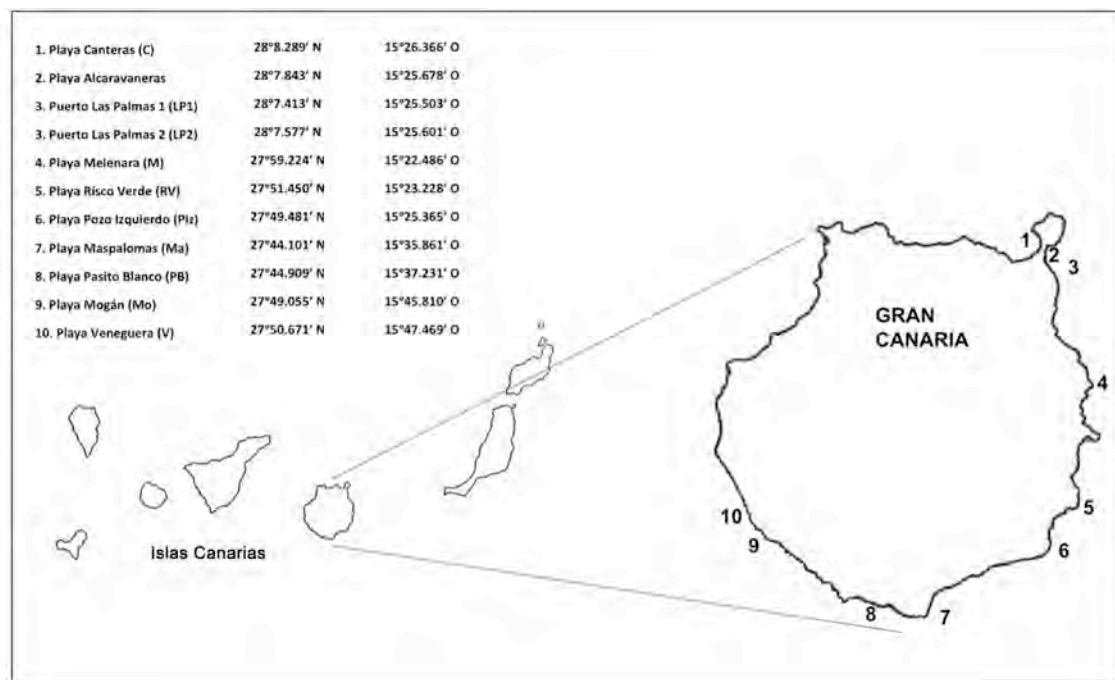 1. Playa Canteras (C) 28°8.289' N 15°26.366' O
2. Playa Alcaravaneras 28°7.843' N 15°25.678' O
3. Puerto Las Palmas 1 (LP1) 28°7.413' N 15°25.503' O
3. Puerto Las Palmas 2 (LP2) 28°7.577' N 15°25.601' O
4. Playa Melenara (M) 27°59.224' N 15°22.486' O
5. Playa Risco Verde (RV) 27°51.450' N 15°23.228' O
6. Playa Pozo Izquierdo (PIz) 27°49.481' N 15°25.365' O
7. Playa Maspalomas (Ma) 27°44.101' N 15°35.861' O
8. Playa Pasito Blanco (PB) 27°44.909' N 15°37.231' O
9. Playa Mogán (Mo) 27°49.055' N 15°45.810' O
10. Playa Veneguera (V) 27°50.671' N 15°47.469' O
1
2
3
GRAN
CANARIA
4
5
10
9
6
Islas Canarias
8
7